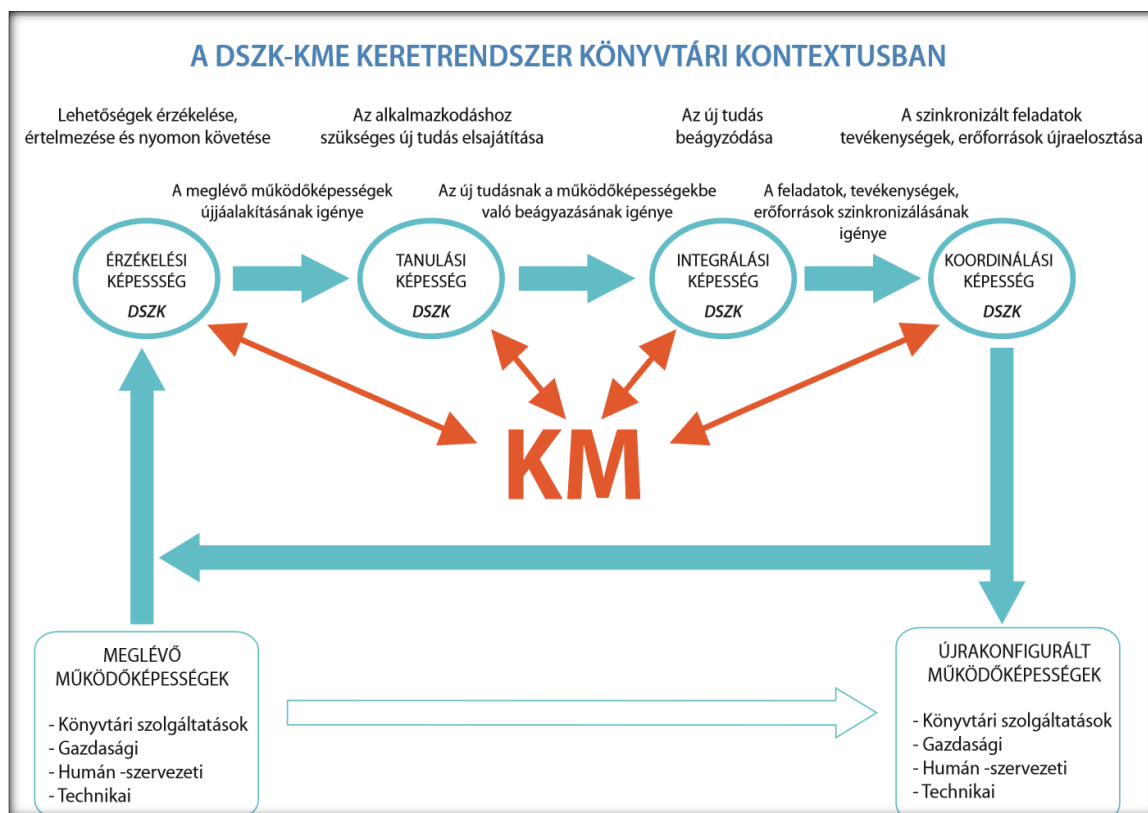 A DSZK-KME KERETRENDSZER KÖNYVTÁRI KONTEXTUSBAN
Lehetőségek érzékelése,
értelmezése és nyomon követése
Az alkalmazkodáshoz
szükséges új tudás elsajátítása
Az új tudás
beágyzódása
A szinkronizált feladatok
tevékenységek, erőforrások újraelosztása
A meglévő működőképességek
újjáalakításának igénye
Az új tudásnak a működőképességekbe
való beágyazásának igénye
A feladatok, tevékenységek,
erőforrások szinkronizálásának
igénye
ÉRZÉKELÉSI
KÉPESSSÉG
DSZK
TANULÁSI
KÉPESSÉG
DSZK
INTEGRÁLÁSI
KÉPESSÉG
DSZK
KOORDINÁLÁSI
KÉPESSÉG
DSZK
KM
MEGLÉVŐ
MŰKÖDŐKÉPESSÉGEK
- Könyvtári szolgáltatások
- Gazdasági
- Humán -szervezeti
- Technikai
ÚJRAKONFIGURÁLT
MŰKÖDŐKÉPESSÉGEK
- Könyvtári szolgáltatások
- Gazdasági
- Humán -szervezeti
- Technikai